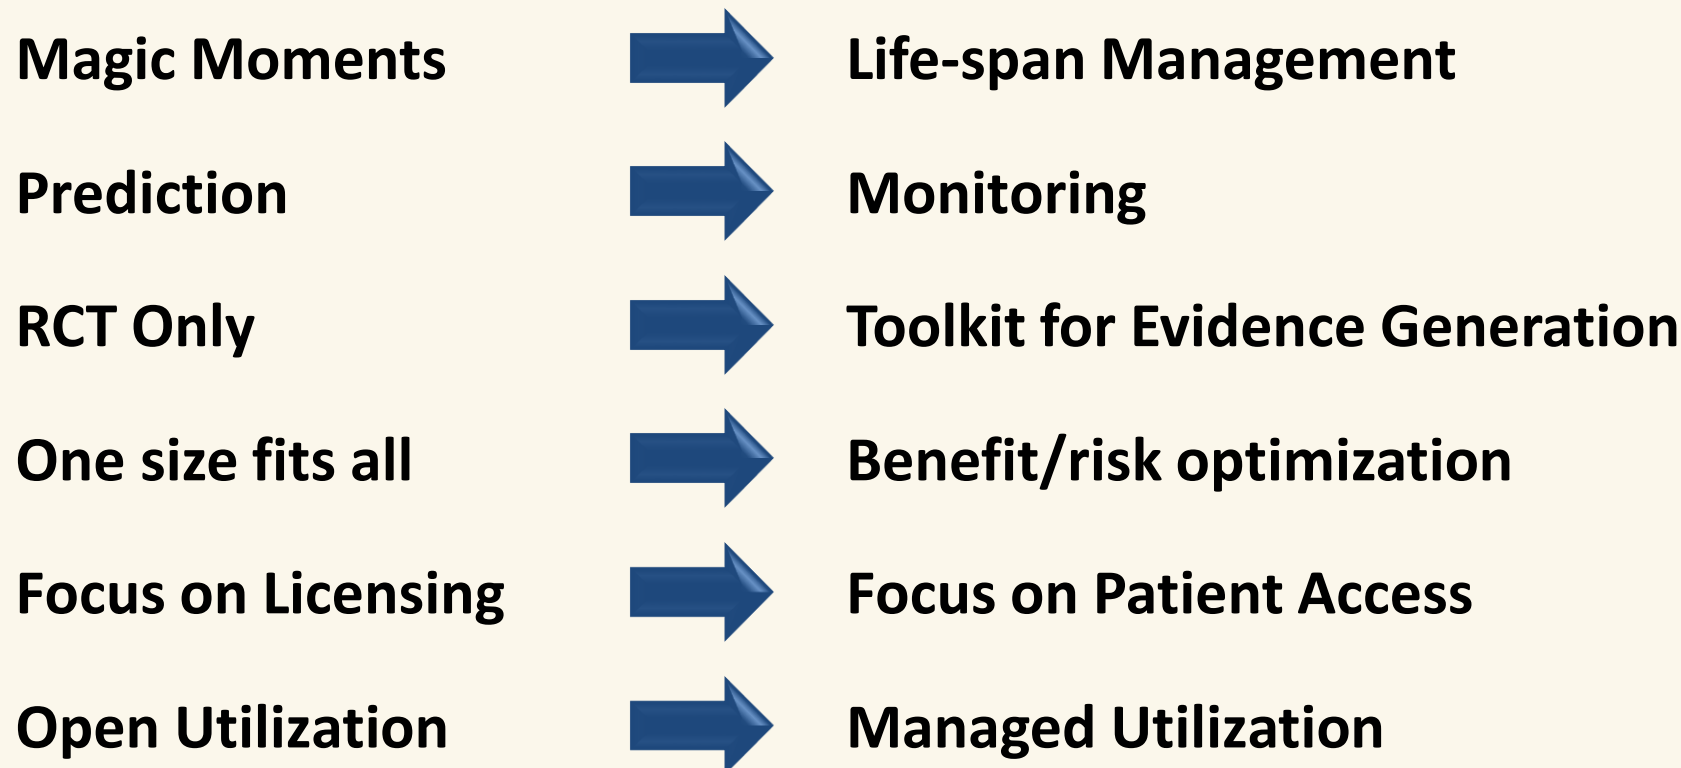 Magic Moments Life-span Management
Prediction Monitoring
RCT Only Toolkit for Evidence Generation
One size fits all Benefit/risk optimization
Focus on Licensing Focus on Patient Access
Open Utilization Managed Utilization